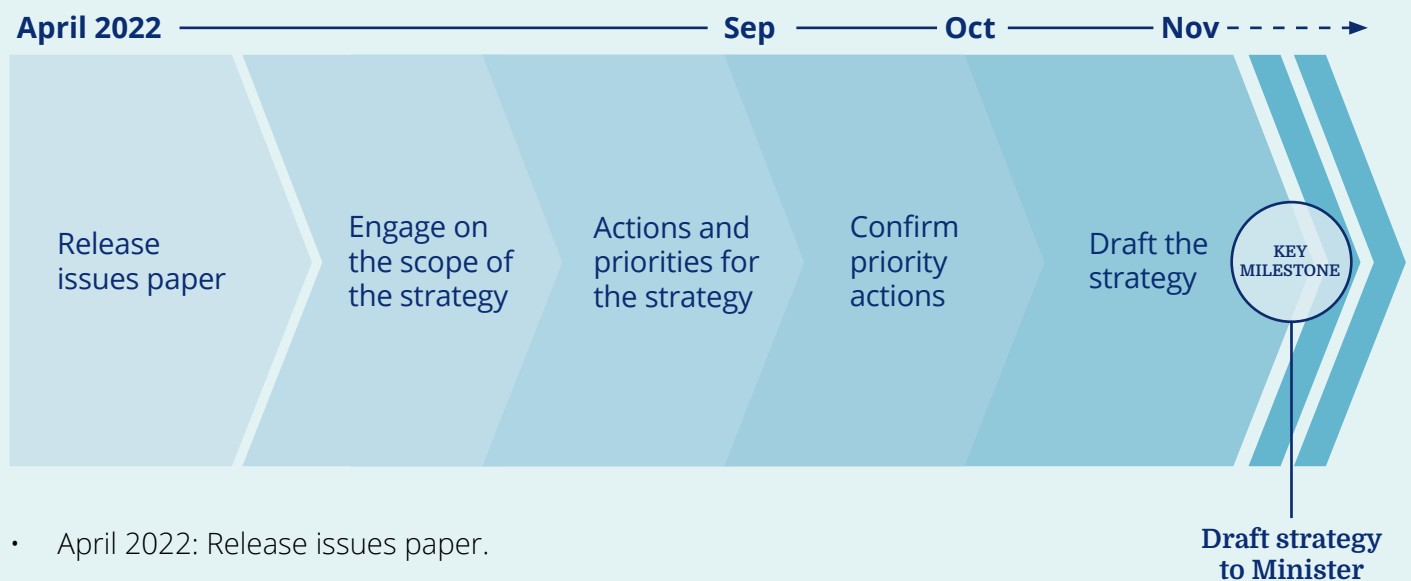 April 2022 Sep Oct Nov
Release
issues paper
Engage on
the scope of
the strategy
Actions and
priorities for
the strategy
Confirm
priority
actions
Draft the
strategy
KEY
MILESTONE
Draft strategy
to Minister
• April 2022: Release issues paper.